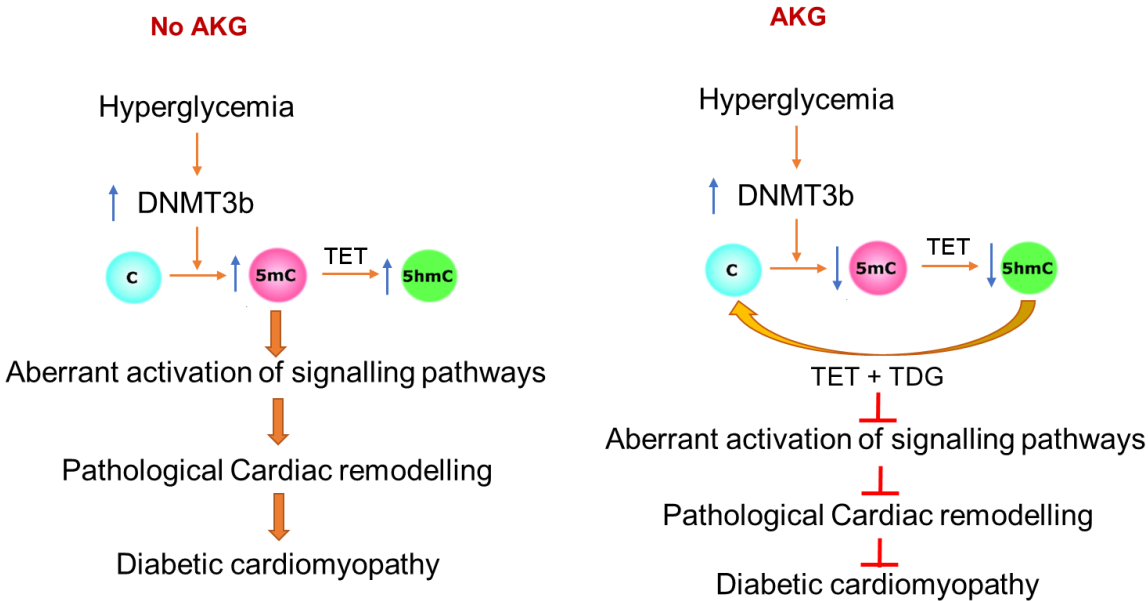 No AKG
Hyperglycemia
DNMT3b
C
5mC
TET
5hmC
Aberrant activation of signalling pathways
Pathological Cardiac remodelling
Diabetic cardiomyopathy
AKG
Hyperglycemia
DNMT3b
C
5mC
TET
5hmC
TET + TDG
Aberrant activation of signalling pathways
Pathological Cardiac remodelling
Diabetic cardiomyopathy